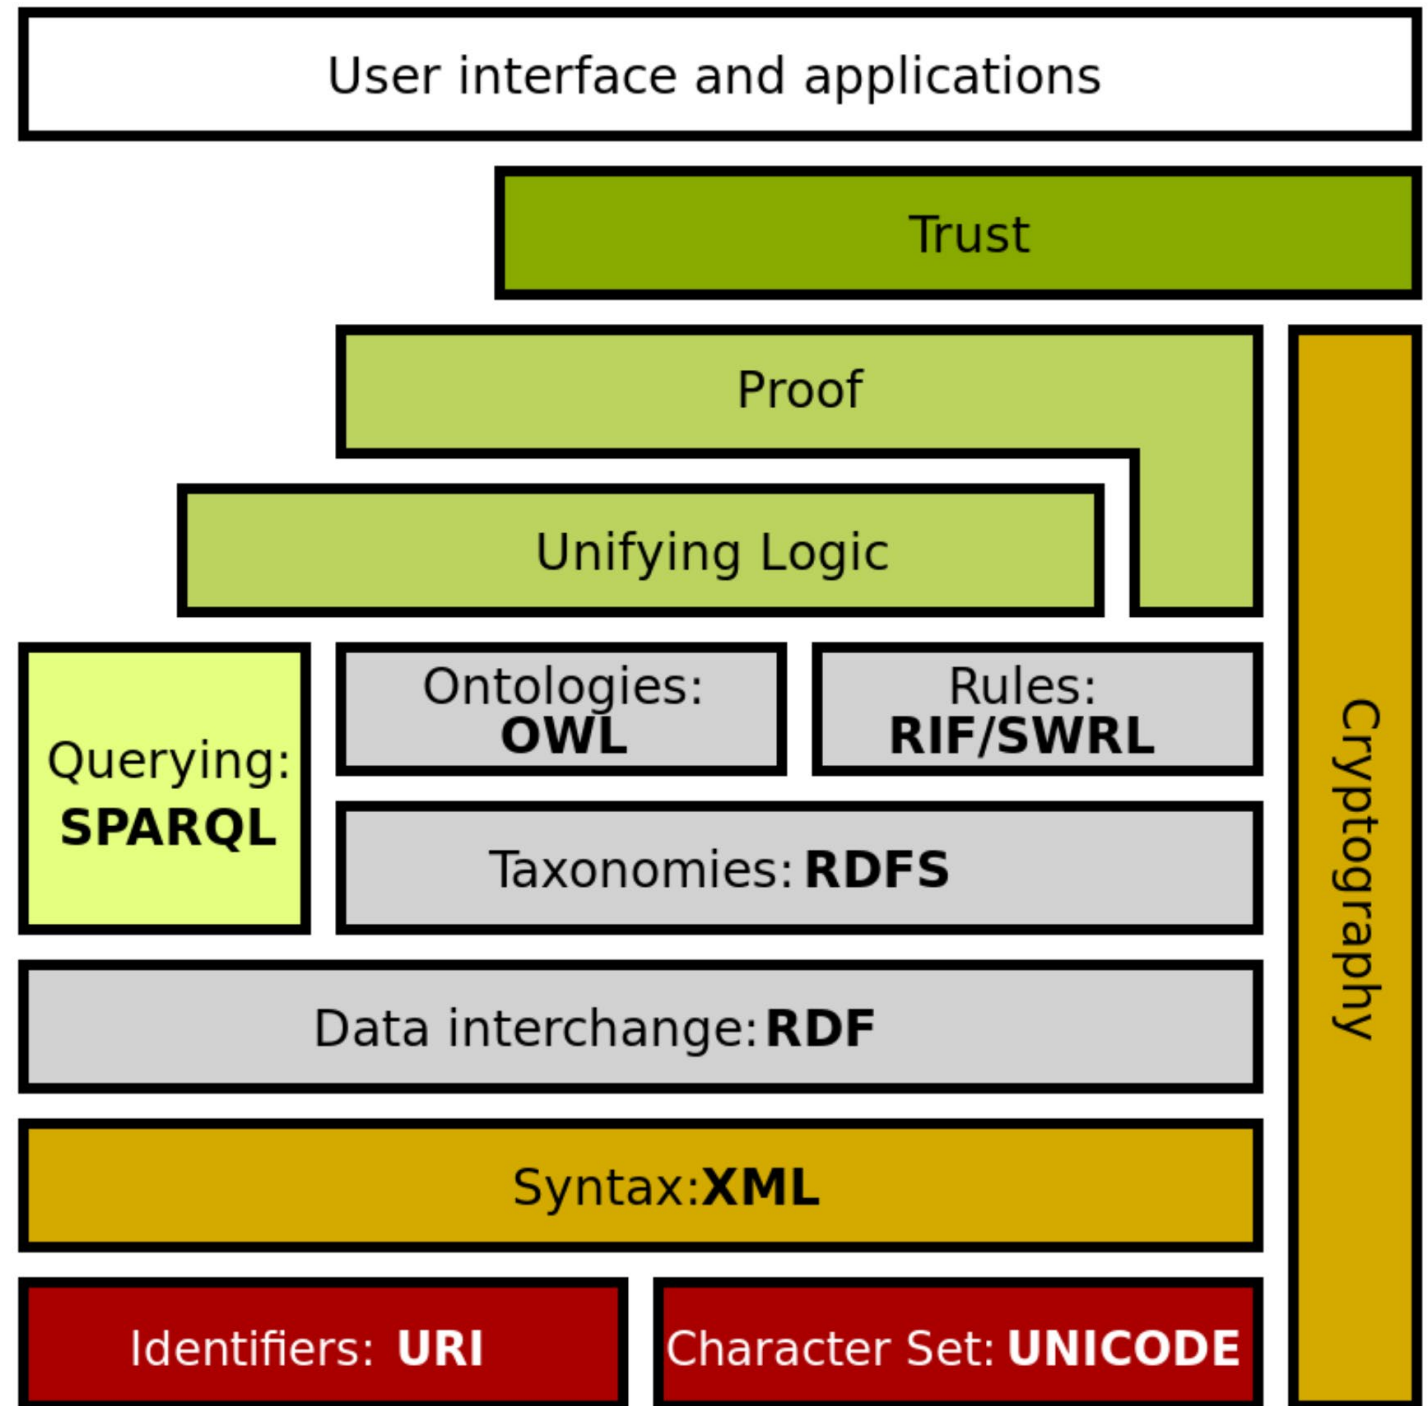 User interface and applications
Trust
Proof
Unifying Logic
Querying:
SPARQL
Ontologies:
OWL
Rules:
RIF/SWRL
Taxonomies: RDFS
Data interchange: RDF
Syntax:XML
Identifiers: URI
Character Set: UNICODE
Cryptography